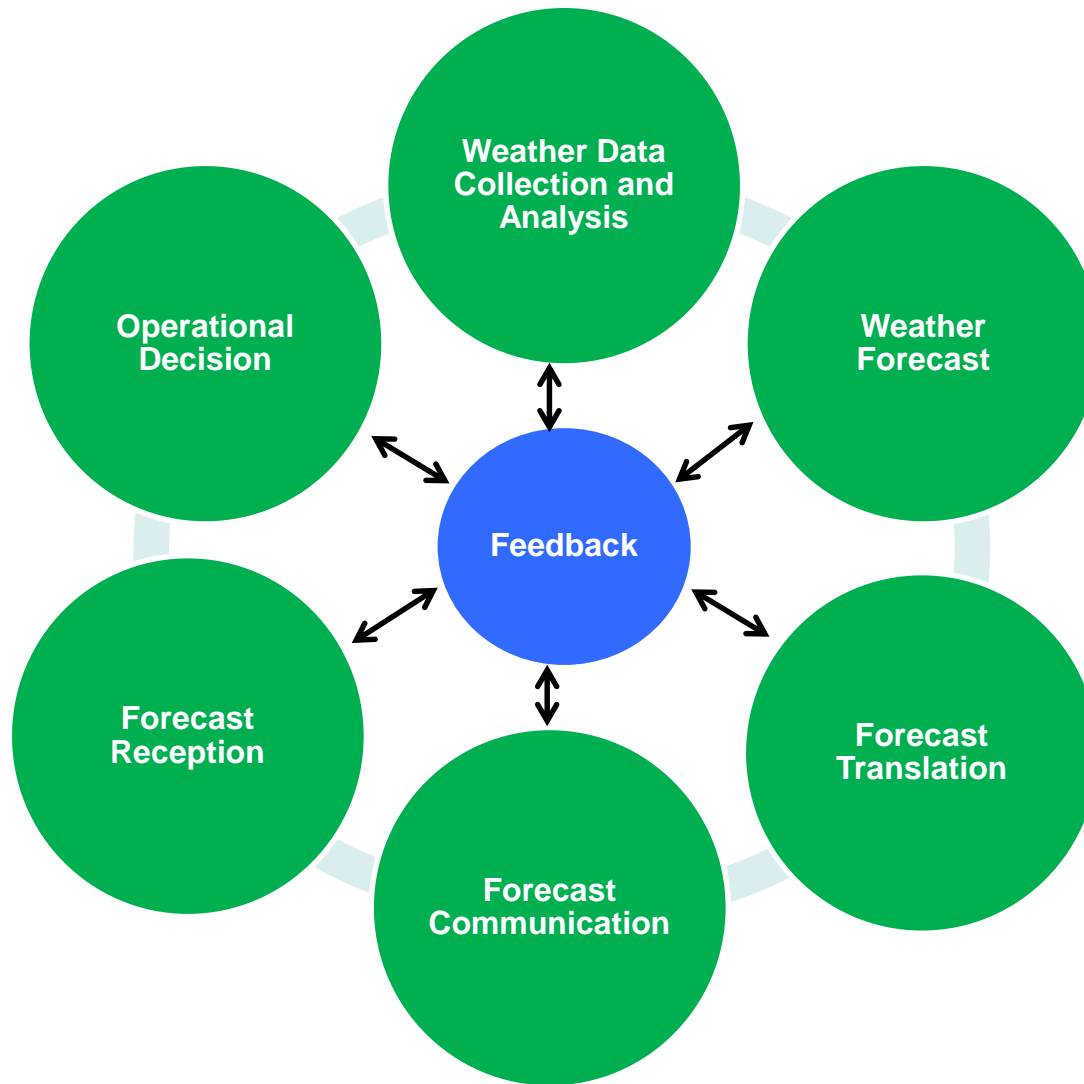 Weather Data
Collection and
Analysis
Weather
Forecast
Forecast
Translation
Forecast
Communication
Forecast
Reception
Operational
Decision
Feedback